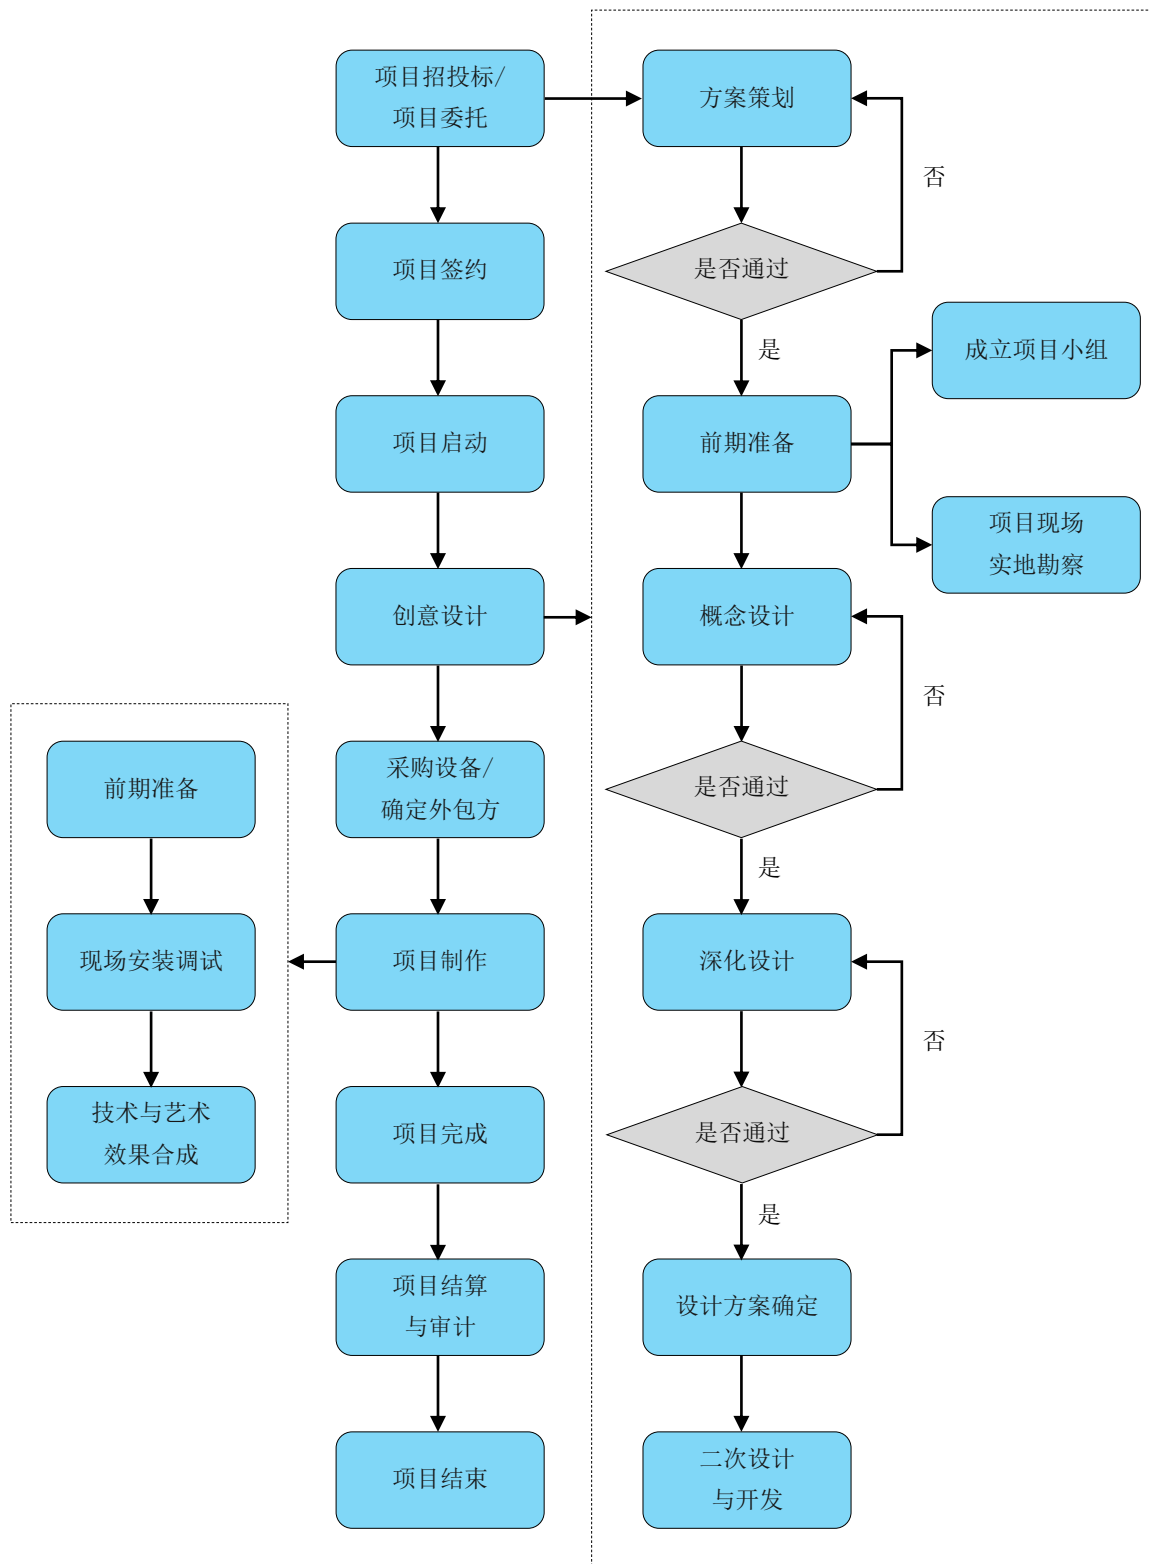 项目招投标/
项目委托
方案策划
否
项目签约
是否通过
是
成立项目小组
项目启动
前期准备
项目现场
实地勘察
创意设计
概念设计
否
前期准备
采购设备/
确定外包方
是否通过
是
现场安装调试
项目制作
深化设计
否
技术与艺术
效果合成
项目完成
是否通过
是
项目结算
与审计
设计方案确定
项目结束
二次设计
与开发